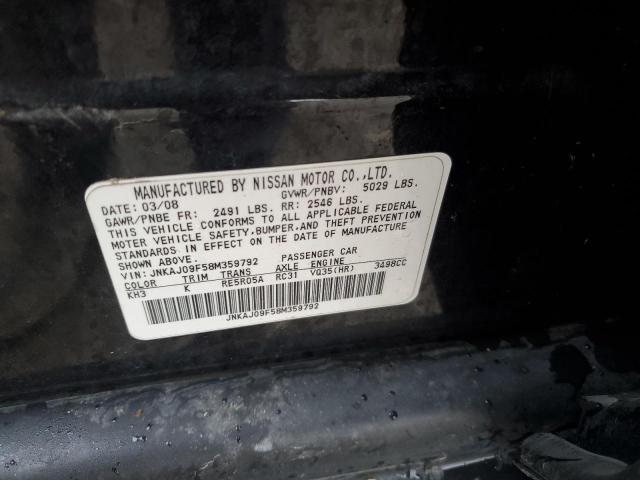 MANUFACTURED BY NISSAN MOTOR CO.,LTD.
DATE: 03/08 GVWR/PNBV: 5029 LBS.
GAWR/PNBE FR: 2491 LBS. RR: 2546 LBS.
THIS VEHICLE CONFORMS TO ALL APPLICABLE FEDERAL
MOTOR VEHICLE SAFETY,BUMPER,AND THEFT PREVENTION
STANDARDS IN EFFECT ON THE DATE OF MANUFACTURE
SHOWN ABOVE.
VIN: JNKAJ09F58M359792 PASSENGER CAR
COLOR TRIM TRANS AXLE ENGINE
KH3 K RE5R05A RC31 VQ35(HR) 3498CC
JNKAJ09F58M359792